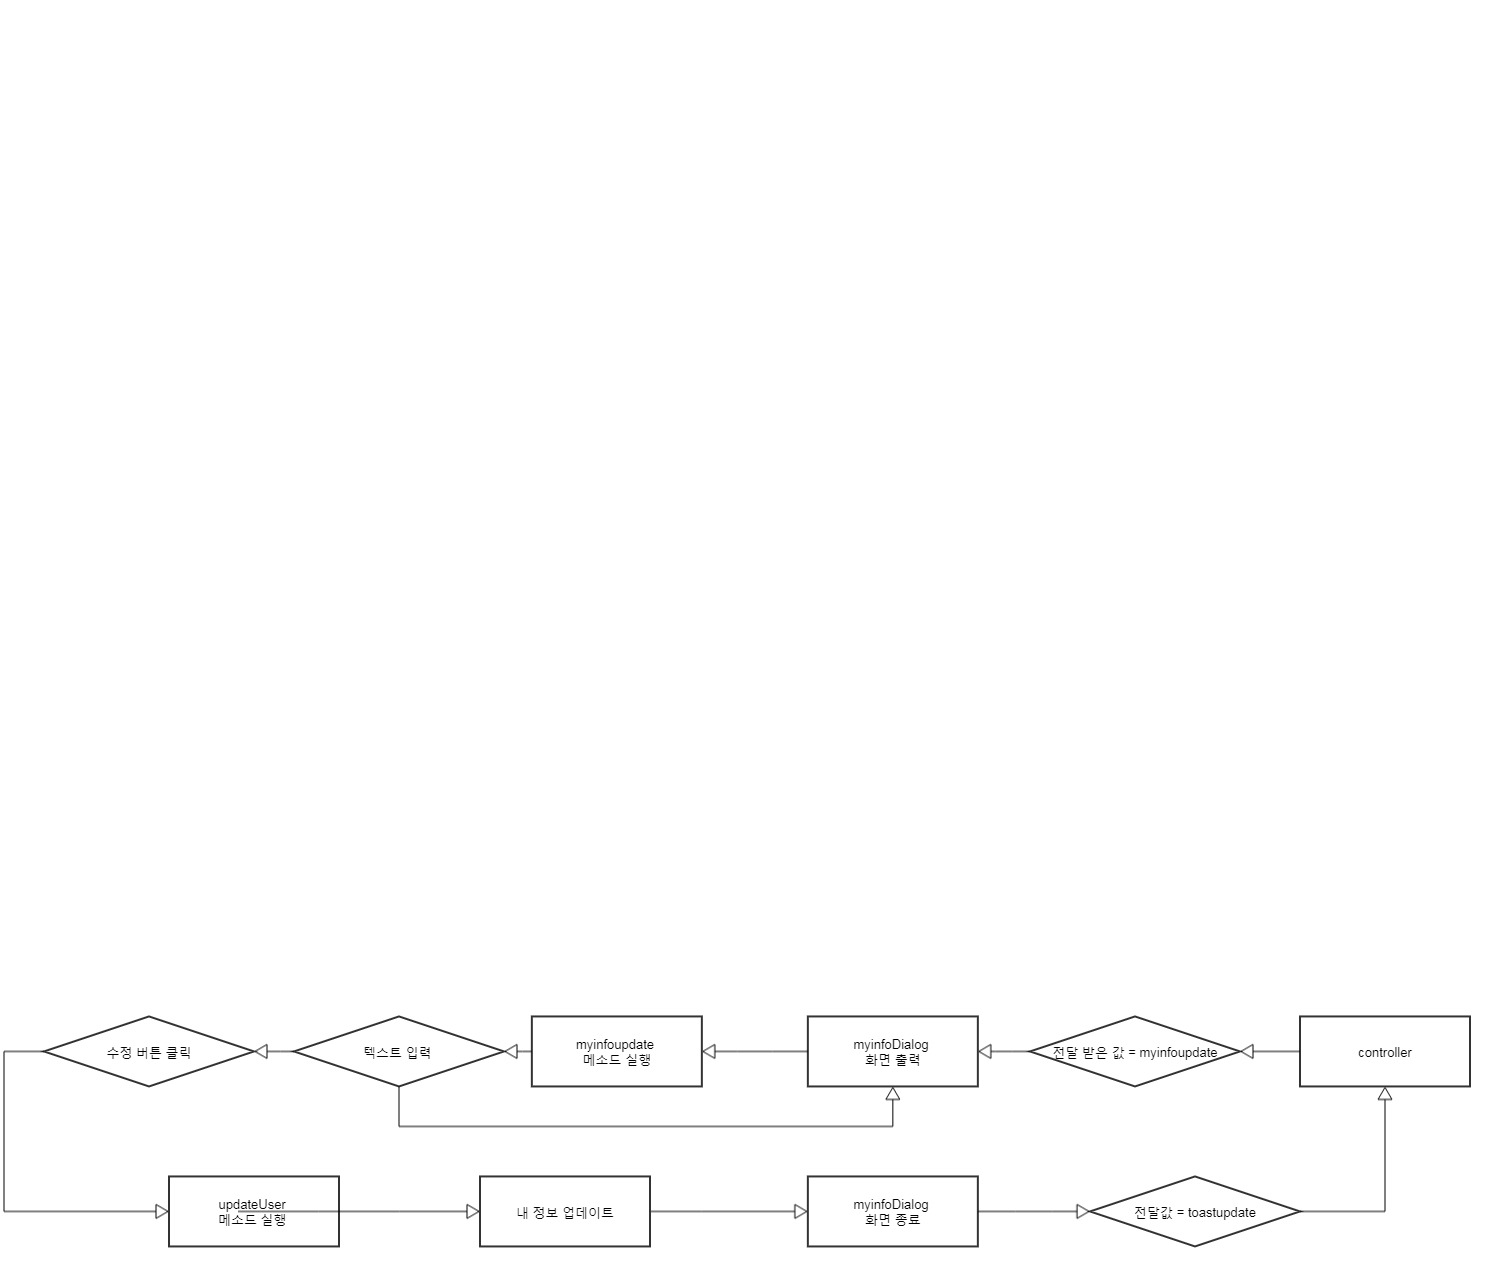 수정 버튼 클릭
텍스트 입력
myinfoupdate
메소드 실행
myinfoDialog
화면 출력
전달 받은 값 = myinfoupdate
controller
updateUser
메소드 실행
내 정보 업데이트
myinfoDialog
화면 종료
전달값 = toastupdate